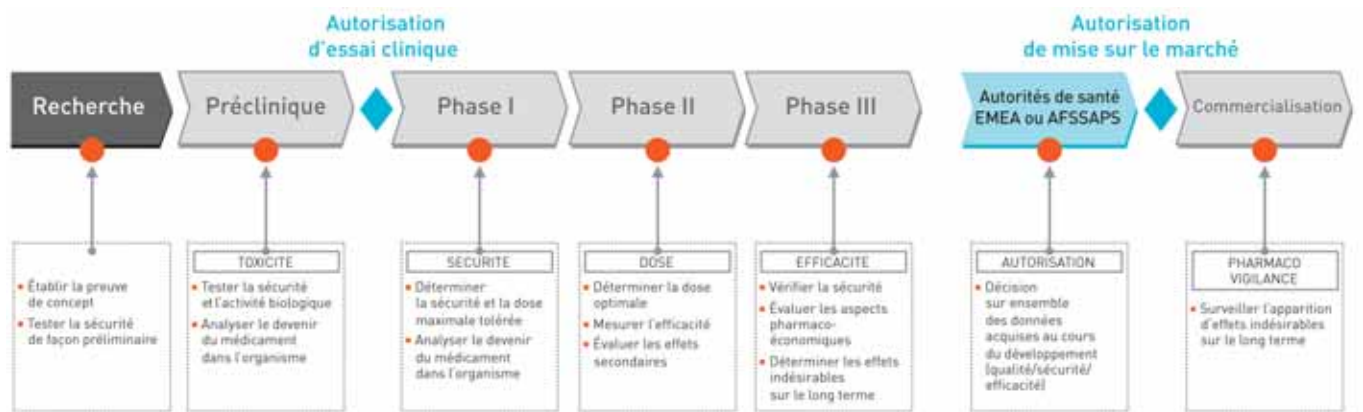 Autorisation
d'essai clinique
Autorisation
de mise sur le marché
Recherche
Préclinique
Phase I
Phase II
Phase III
Autorités de santé
EMEA ou AFSSAPS
Commercialisation
• Établir la preuve
de concept
• Tester la sécurité
de façon préliminaire
TOXICITE
• Tester la sécurité
et l'activité biologique
• Analyser le devenir
du médicament
dans l'organisme
SECURITE
• Déterminer
la sécurité et la dose
maximale tolérée
• Analyser le devenir
du médicament
dans l'organisme
DOSE
• Déterminer la dose
optimale
• Mesurer l'efficacité
• Évaluer les effets
secondaires
EFFICACITE
• Vérifier la sécurité
• Évaluer les aspects
pharmaco-
économiques
• Déterminer les effets
indésirables
sur le long terme
AUTORISATION
• Décision
sur ensemble
des données
acquises au cours
du développement
(qualité/sécurité/
efficacité)
PHARMACO
VIGILANCE
• Surveiller l'apparition
d'effets indésirables
sur le long terme